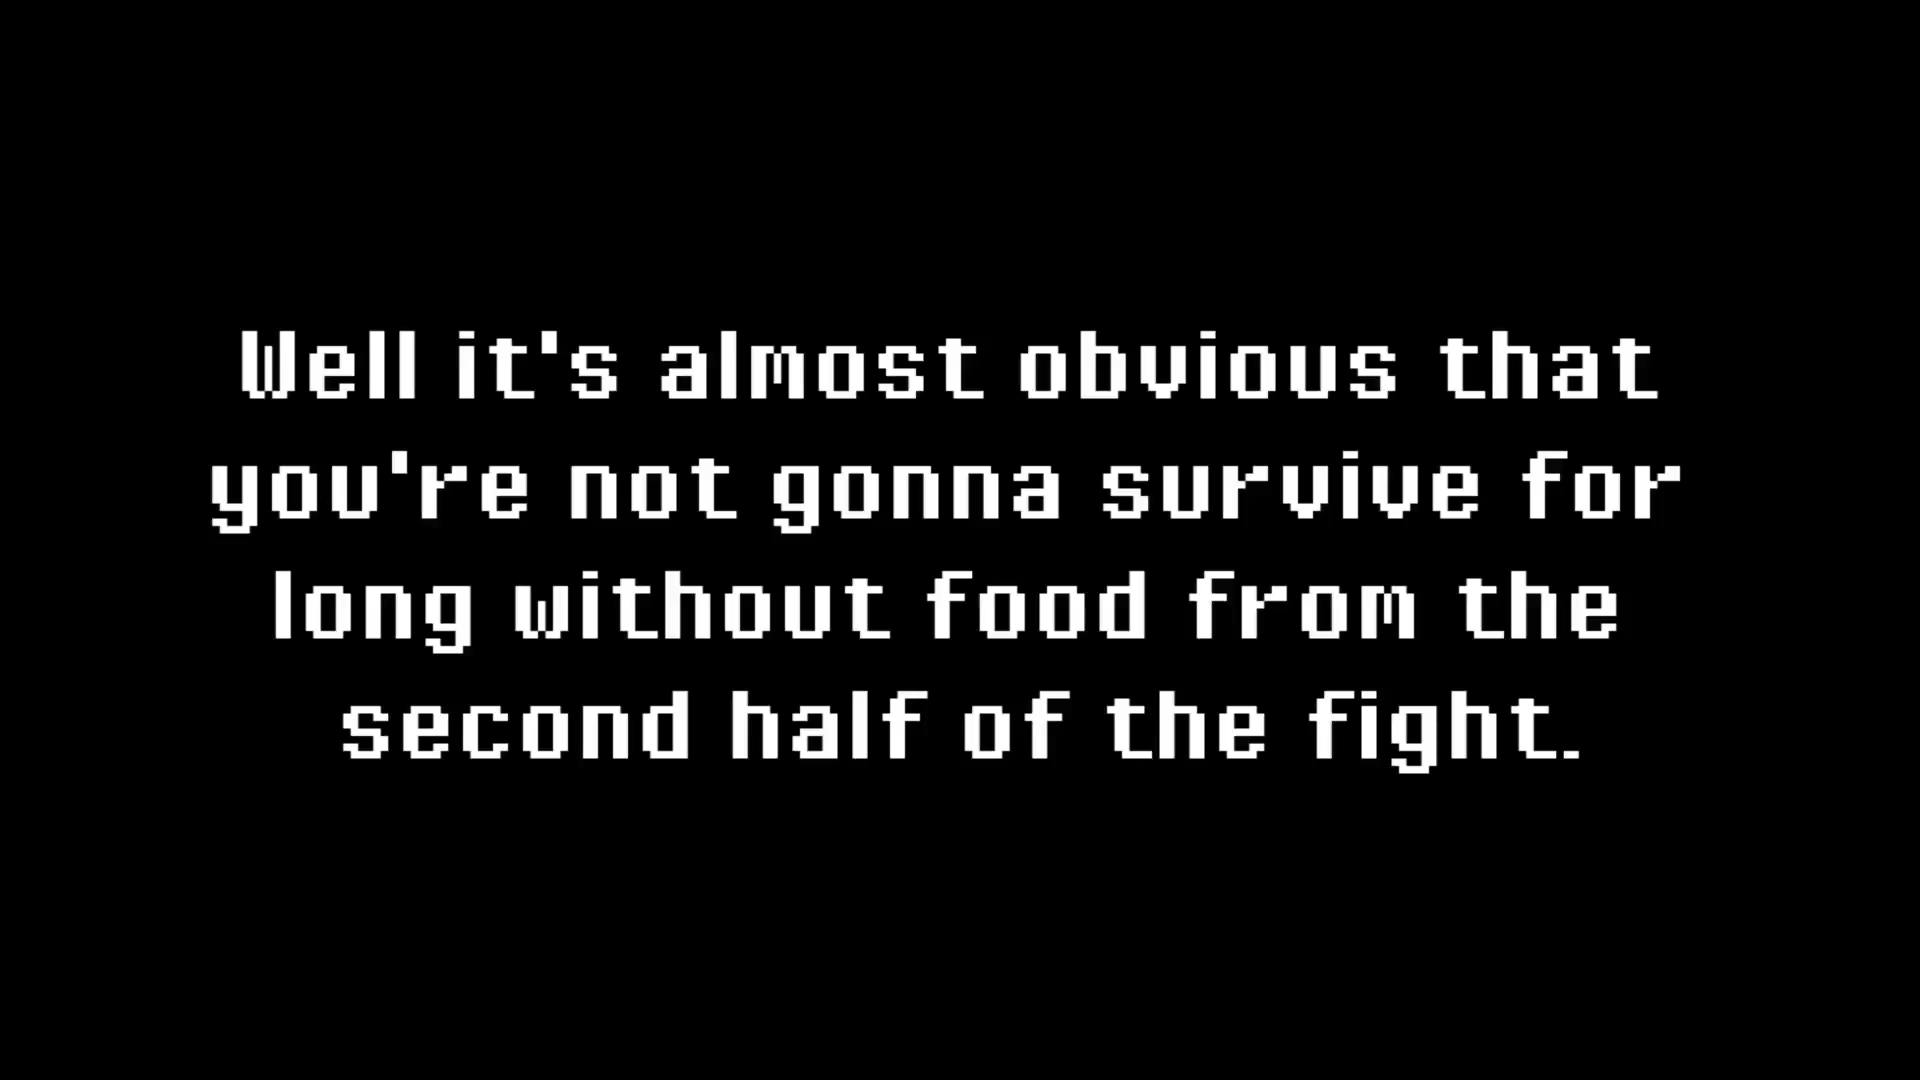 Well it's almost obvious that
you're not gonna survive for
long without food from the
second half of the fight.